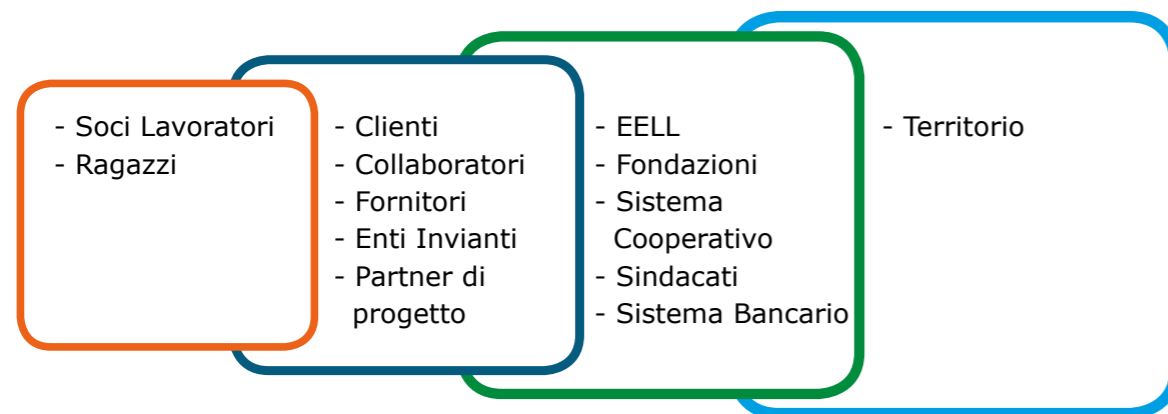 - Soci Lavoratori
- Ragazzi
- Clienti
- Collaboratori
- Fornitori
- Enti Invianti
- Partner di
progetto
- EELL
- Fondazioni
- Sistema
Cooperativo
- Sindacati
- Sistema Bancario
- Territorio